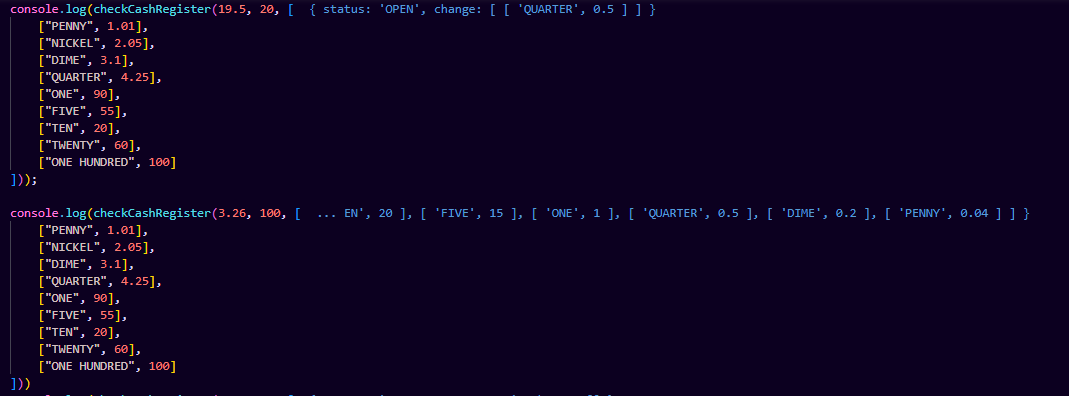 console.log(checkCashRegister(19.5, 20, [  { status: 'OPEN', change: [ [ 'QUARTER', 0.5 ] ] }
    ["PENNY", 1.01],
    ["NICKEL", 2.05],
    ["DIME", 3.1],
    ["QUARTER", 4.25],
    ["ONE", 90],
    ["FIVE", 55],
    ["TEN", 20],
    ["TWENTY", 60],
    ["ONE HUNDRED", 100]
]));
console.log(checkCashRegister(3.26, 100, [  ... EN', 20 ], [ 'FIVE', 15 ], [ 'ONE', 1 ], [ 'QUARTER', 0.5 ], [ 'DIME', 0.2 ], [ 'PENNY', 0.04 ] ] }
    ["PENNY", 1.01],
    ["NICKEL", 2.05],
    ["DIME", 3.1],
    ["QUARTER", 4.25],
    ["ONE", 90],
    ["FIVE", 55],
    ["TEN", 20],
    ["TWENTY", 60],
    ["ONE HUNDRED", 100]
]))